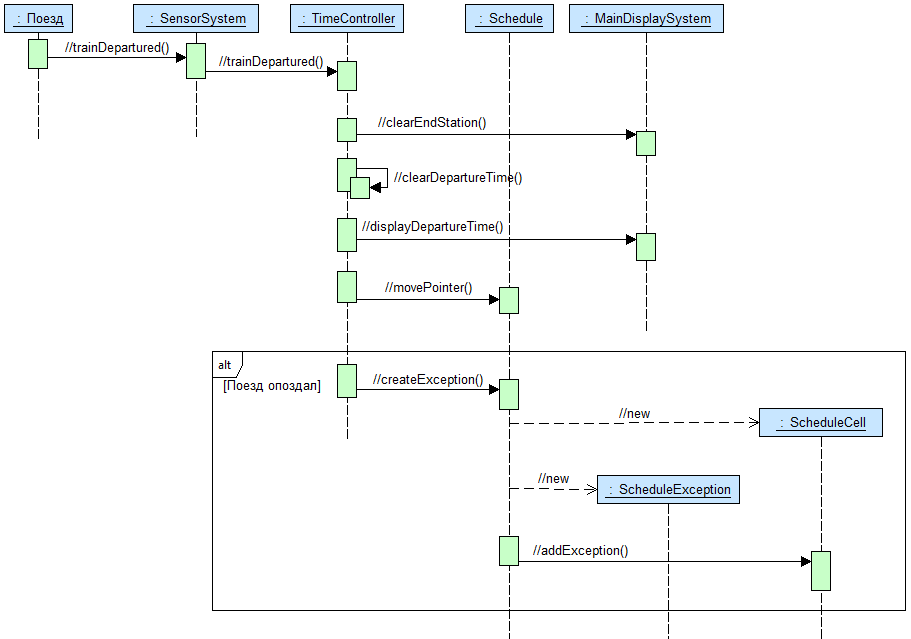 : Поезд
: SensorSystem
: TimeController
: Schedule
: MainDisplaySystem
//trainDepartured()
//trainDepartured()
//clearEndStation()
//clearDepartureTime()
//displayDepartureTime()
//movePointer()
alt
[Поезд опоздал]
//createException()
//new
: ScheduleCell
//new
: ScheduleException
//addException()